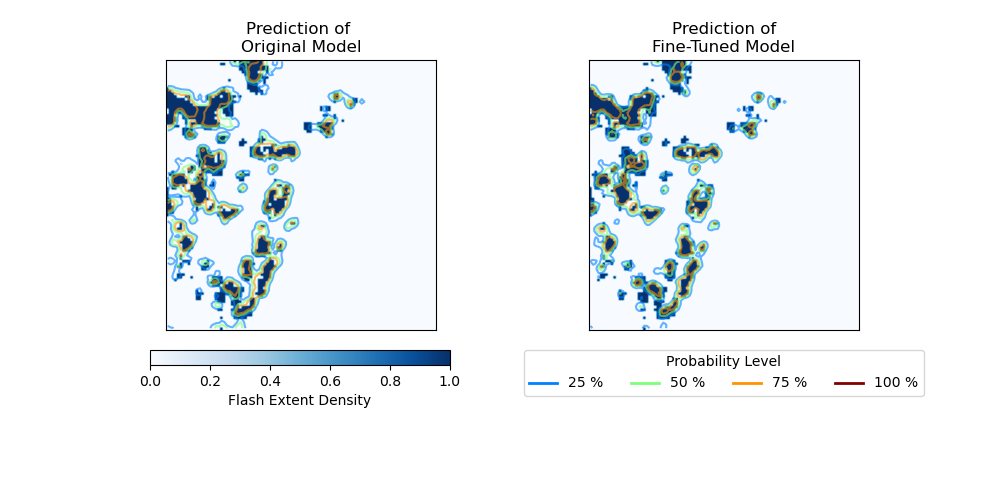 Prediction of
Original Model
Prediction of
Fine-Tuned Model
0.0 0.2 0.4 0.6 0.8 1.0
Flash Extent Density
Probability Level
25 % 50 % 75 % 100 %